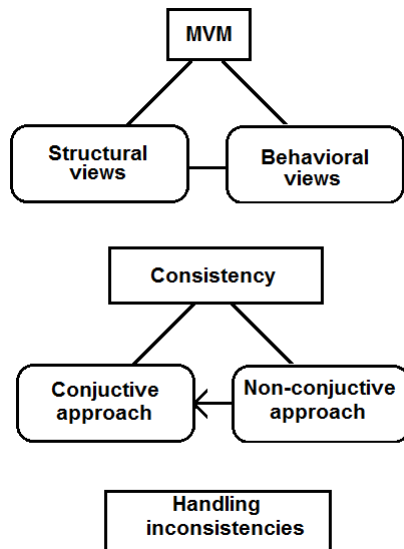 MVM
Structural
views
Behavioral
views
Consistency
Conjuctive
approach
Non-conjuctive
approach
Handling
inconsistencies